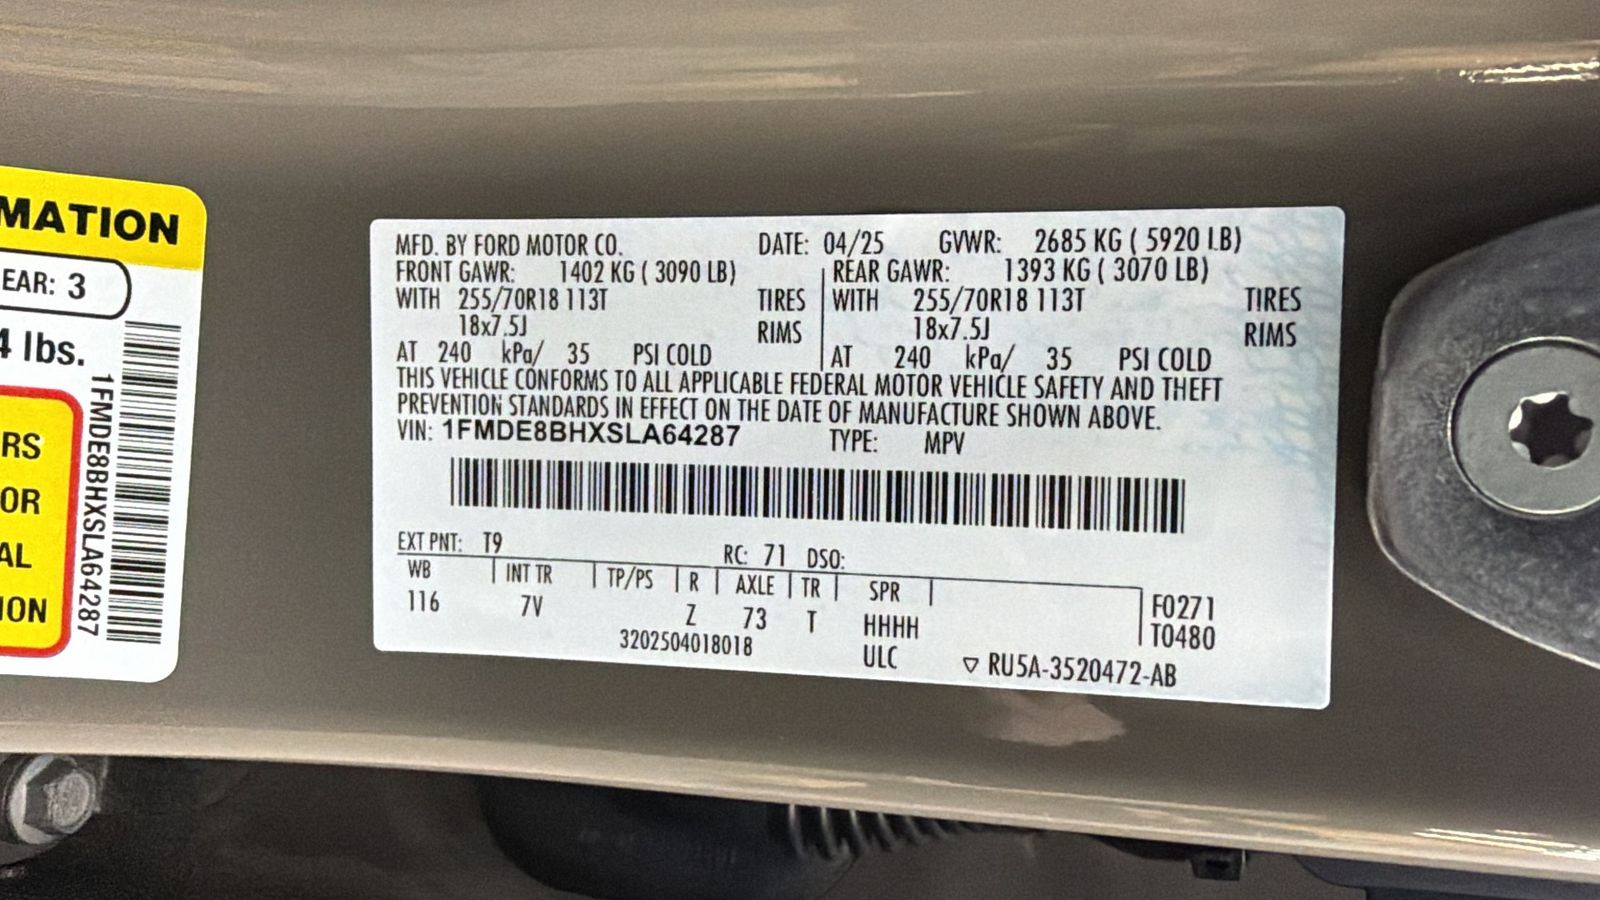 MATION
EAR: 3
4 lbs.
RS
OR
AL
ION
1FMDE8BHXSLA64287
MFD. BY FORD MOTOR CO. DATE: 04/25 GVWR: 2685 KG ( 5920 LB)
FRONT GAWR: 1402 KG ( 3090 LB) REAR GAWR: 1393 KG ( 3070 LB)
WITH 255/70R18 113T TIRES WITH 255/70R18 113T TIRES
18x7.5J RIMS 18x7.5J RIMS
AT 240 kPa/ 35 PSI COLD AT 240 kPa/ 35 PSI COLD
THIS VEHICLE CONFORMS TO ALL APPLICABLE FEDERAL MOTOR VEHICLE SAFETY AND THEFT
PREVENTION STANDARDS IN EFFECT ON THE DATE OF MANUFACTURE SHOWN ABOVE.
VIN: 1FMDE8BHXSLA64287 TYPE: MPV
EXT PNT: T9 RC: 71 DSO:
WB INT TR TP/PS R AXLE TR SPR
116 7V Z 73 T HHHH F0271
3202504018018 ULC T0480
▽ RU5A-3520472-AB